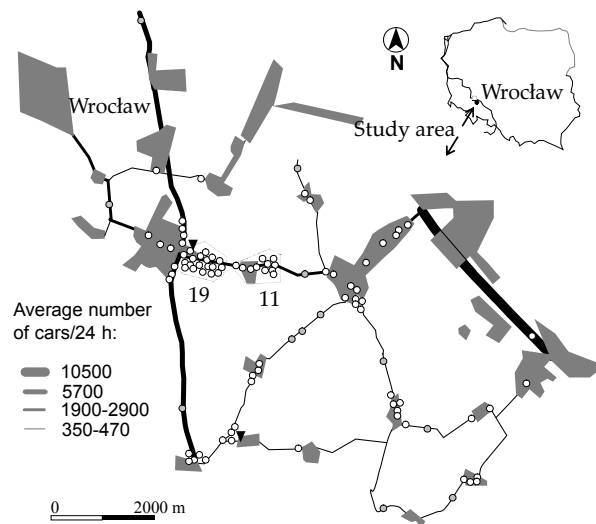 N
Wrocław
Wrocław
Study area
19
11
Average number
of cars/24 h:
10500
5700
1900-2900
350-470
0
2000 m